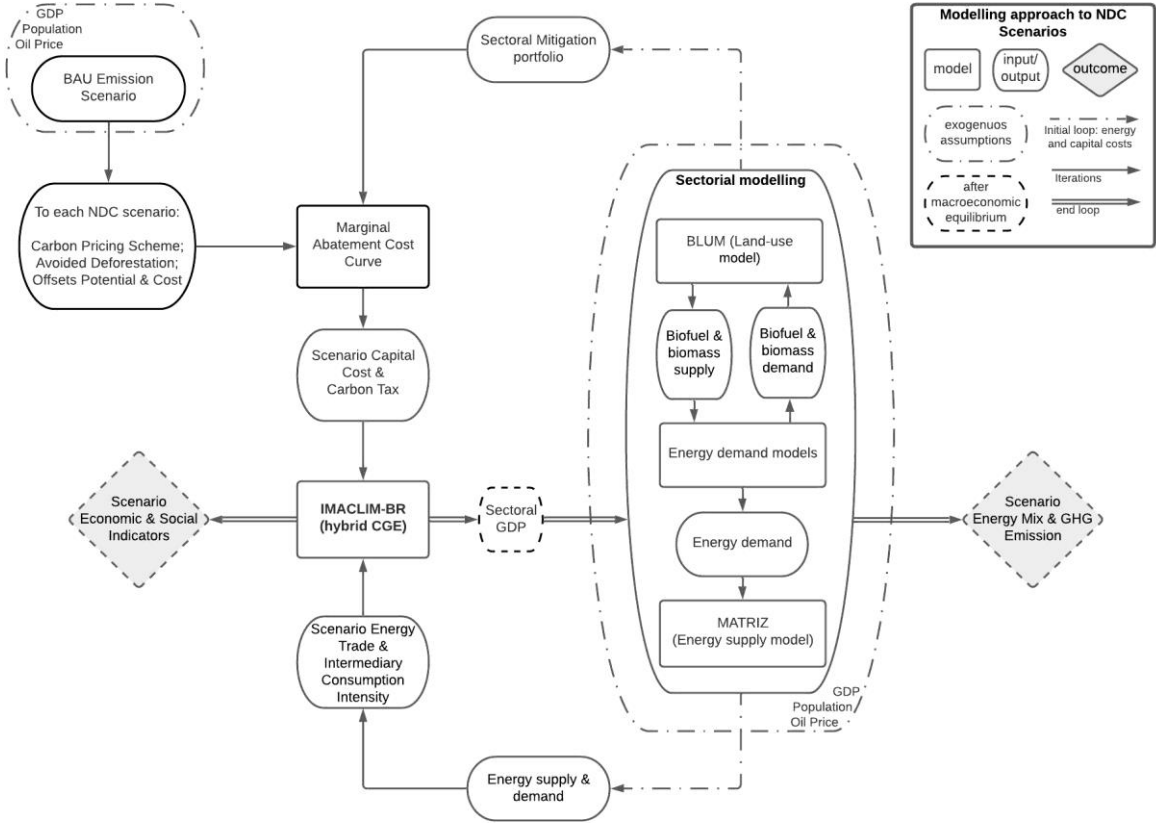 GDP
Population
Oil Price
BAU Emission
Scenario
To each NDC scenario:
Carbon Pricing Scheme;
Avoided Deforestation;
Offsets Potential & Cost
Sectoral Mitigation
portfolio
Marginal
Abatement Cost
Curve
Scenario Capital
Cost &
Carbon Tax
Scenario
Economic & Social
Indicators
IMACLIM-BR
(hybrid CGE)
Sectoral
GDP
Scenario Energy
Trade &
Intermediary
Consumption
Intensity
Energy supply &
demand
Sectorial modelling
BLUM (Land-use
model)
Biofuel &
biomass
supply
Biofuel &
biomass
demand
Energy demand models
Energy demand
MATRIZ
(Energy supply model)
GDP
Population
Oil Price
Scenario
Energy Mix & GHG
Emission
Modelling approach to NDC
Scenarios
model
input/
output
outcome
exogenuos
assumptions
Initial loop: energy
and capital costs
Iterations
after
macroeconomic
equilibrium
end loop